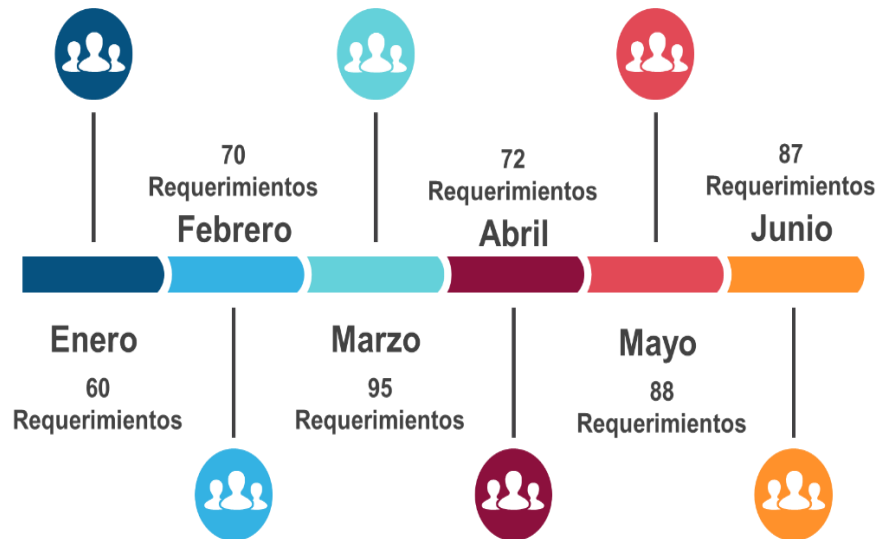 70
Requerimientos
Febrero
72
Requerimientos
Abril
87
Requerimientos
Junio
Enero
60
Requerimientos
Marzo
95
Requerimientos
Mayo
88
Requerimientos